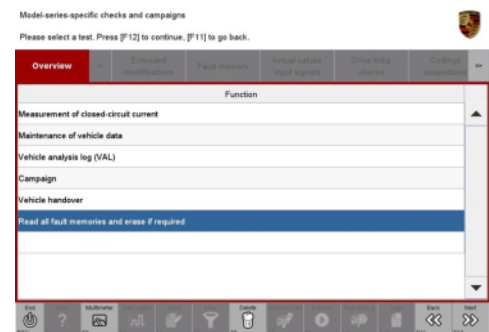 Model-series-specific checks and campaigns
Please select a test. Press [F12] to continue, [F11] to go back.
Overview
Extended identifications
Fault memory
Actual values input signals
Drive links checks
Codings adaptations
Function
Measurement of closed-circuit current
Maintenance of vehicle data
Vehicle analysis log (VAL)
Campaign
Vehicle handover
Read all fault memories and erase if required
End
Multimeter
Delete
Back
Next